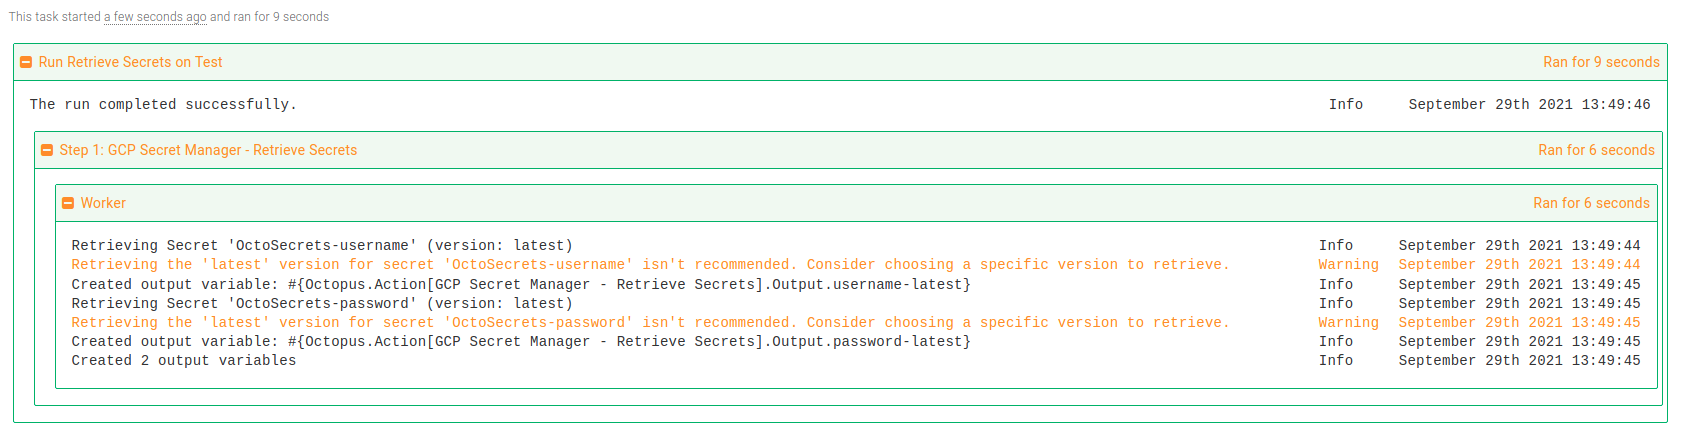 This task started a few seconds ago and ran for 9 seconds
Run Retrieve Secrets on Test Ran for 9 seconds
The run completed successfully. Info September 29th 2021 13:49:46
Step 1: GCP Secret Manager - Retrieve Secrets Ran for 6 seconds
Worker Ran for 6 seconds
Retrieving Secret 'OctoSecrets-username' (version: latest) Info September 29th 2021 13:49:44
Retrieving the 'latest' version for secret 'OctoSecrets-username' isn't recommended. Consider choosing a specific version to retrieve. Warning September 29th 2021 13:49:44
Created output variable: #{Octopus.Action[GCP Secret Manager - Retrieve Secrets].Output.username-latest} Info September 29th 2021 13:49:45
Retrieving Secret 'OctoSecrets-password' (version: latest) Info September 29th 2021 13:49:45
Retrieving the 'latest' version for secret 'OctoSecrets-password' isn't recommended. Consider choosing a specific version to retrieve. Warning September 29th 2021 13:49:45
Created output variable: #{Octopus.Action[GCP Secret Manager - Retrieve Secrets].Output.password-latest} Info September 29th 2021 13:49:45
Created 2 output variables Info September 29th 2021 13:49:45